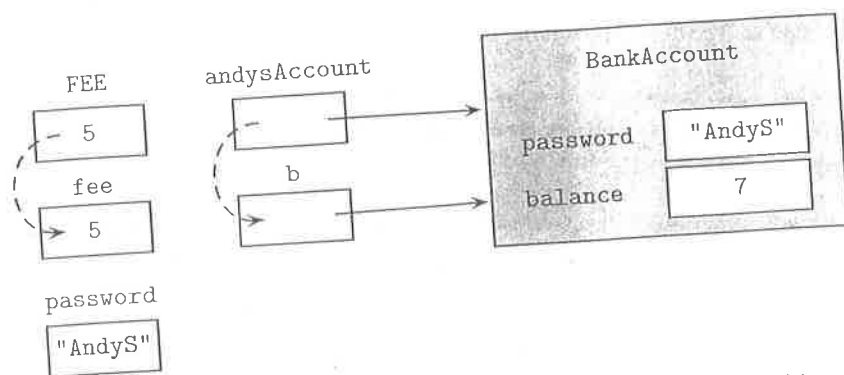 FEE
andysAccount
BankAccount
5
password
"AndyS"
fee
b
balance
7
5
password
"AndyS"